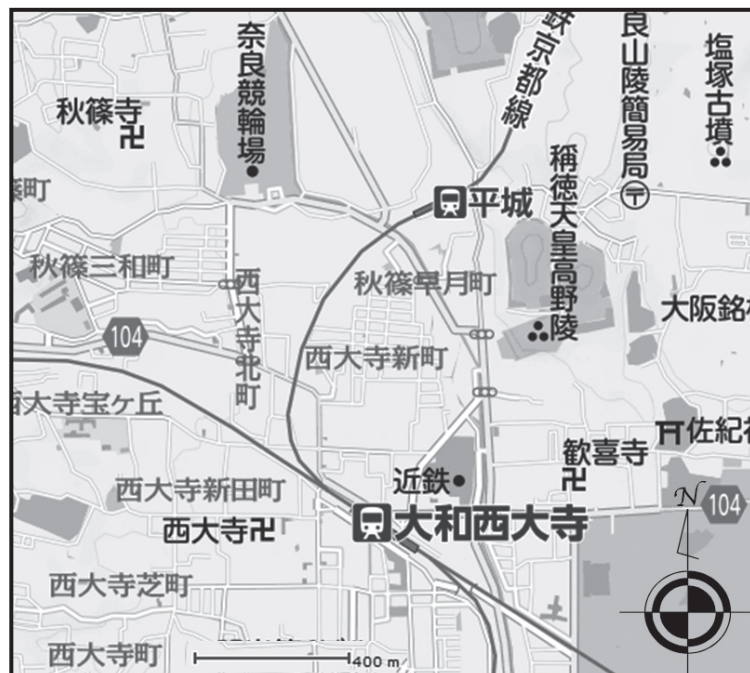 奈良競輪場
鉄京都線
良山陵簡易局
塩塚古墳
秋篠寺
篠町
平城
稱徳天皇高野陵
秋篠三和町
西大寺北町
秋篠早月町
大阪銘
104
西大寺新町
西大寺宝ヶ丘
歓喜寺
佐紀
近鉄
西大寺新田町
N
104
西大寺
大和西大寺
西大寺芝町
西大寺町
400 m